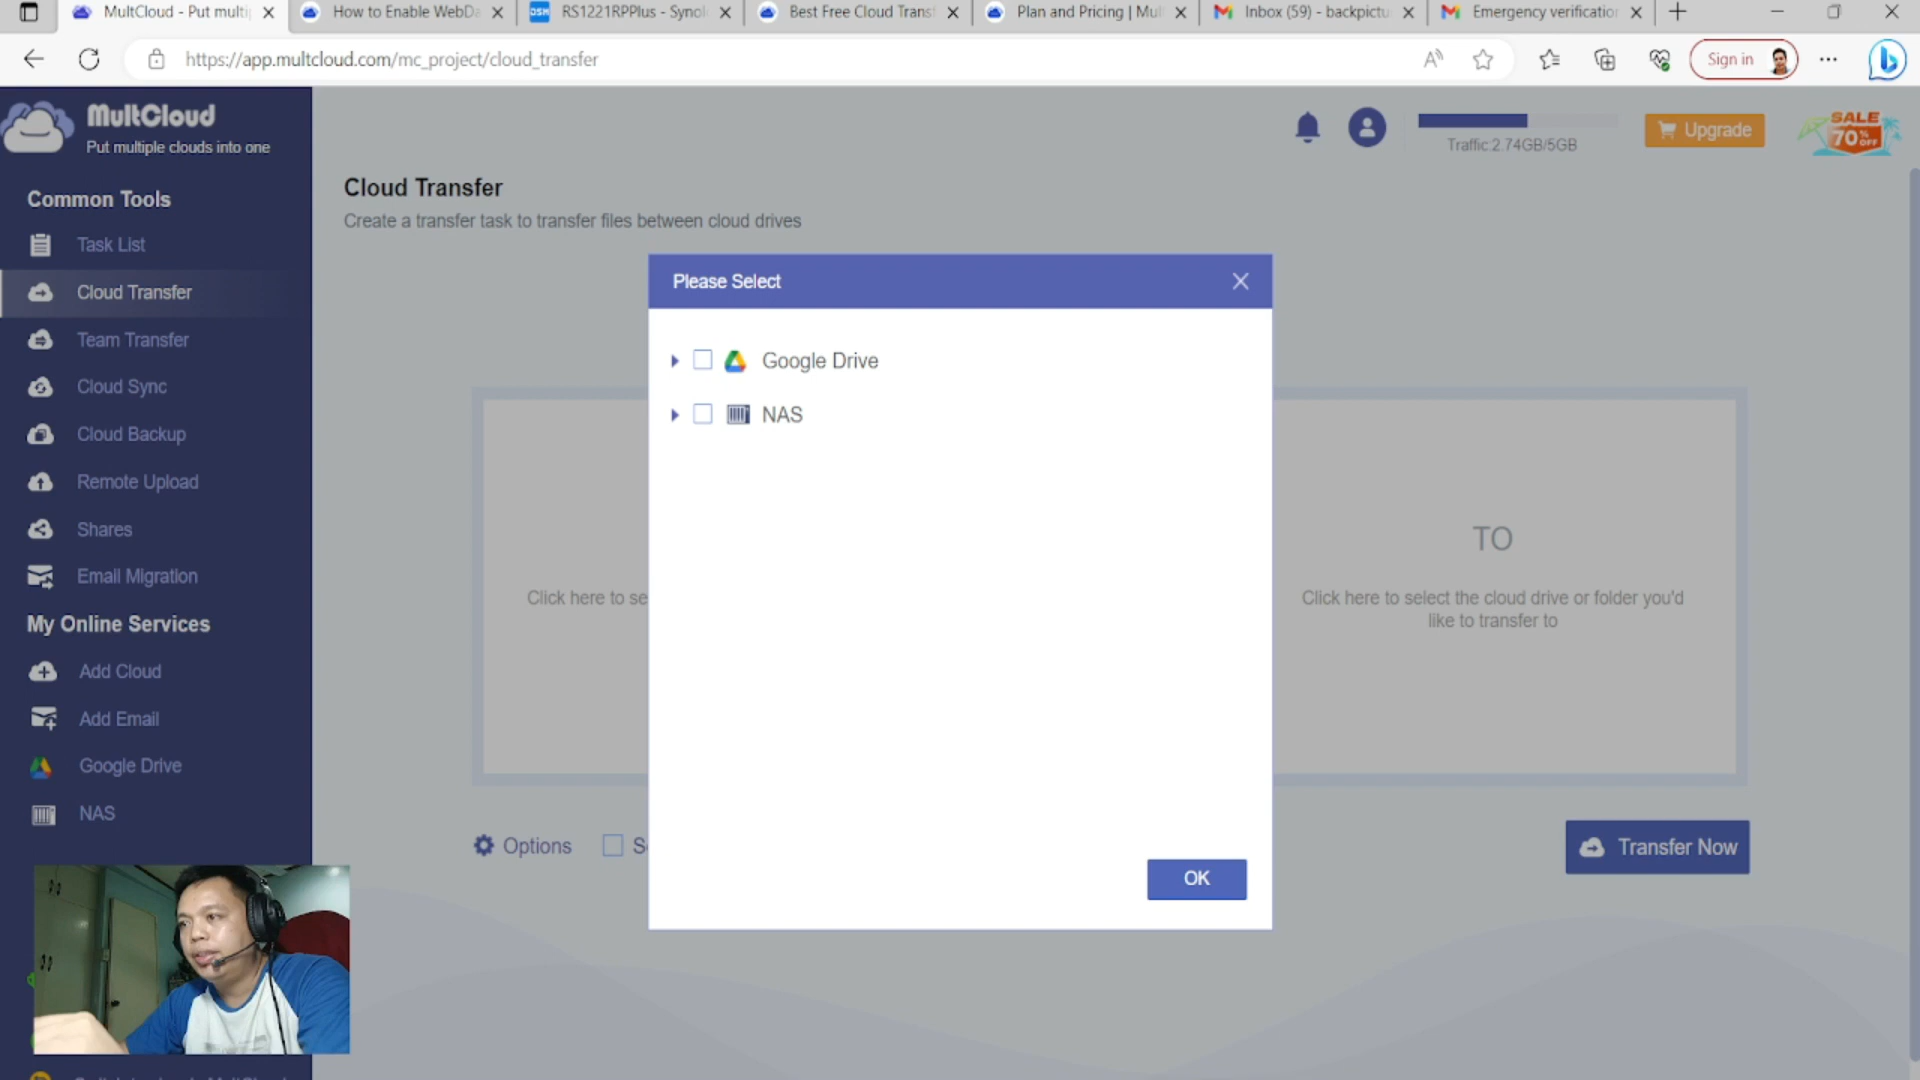 MultCloud - Put multi
How to Enable WebDa
DSM
RS1221RPPlus - Synol
Best Free Cloud Transf
Plan and Pricing | Mul
Inbox (59) - backpictu
Emergency verification
https://app.multcloud.com/mc_project/cloud_transfer
Sign in
MultCloud
Put multiple clouds into one
Traffic:2.74GB/5GB
Upgrade
SALE
70%
OFF
Common Tools
Task List
Cloud Transfer
Team Transfer
Cloud Sync
Cloud Backup
Remote Upload
Shares
Email Migration
My Online Services
Add Cloud
Add Email
Google Drive
NAS
Cloud Transfer
Create a transfer task to transfer files between cloud drives
Please Select
Google Drive
NAS
OK
Click here to se
TO
Click here to select the cloud drive or folder you'd
like to transfer to
Options
S
Transfer Now